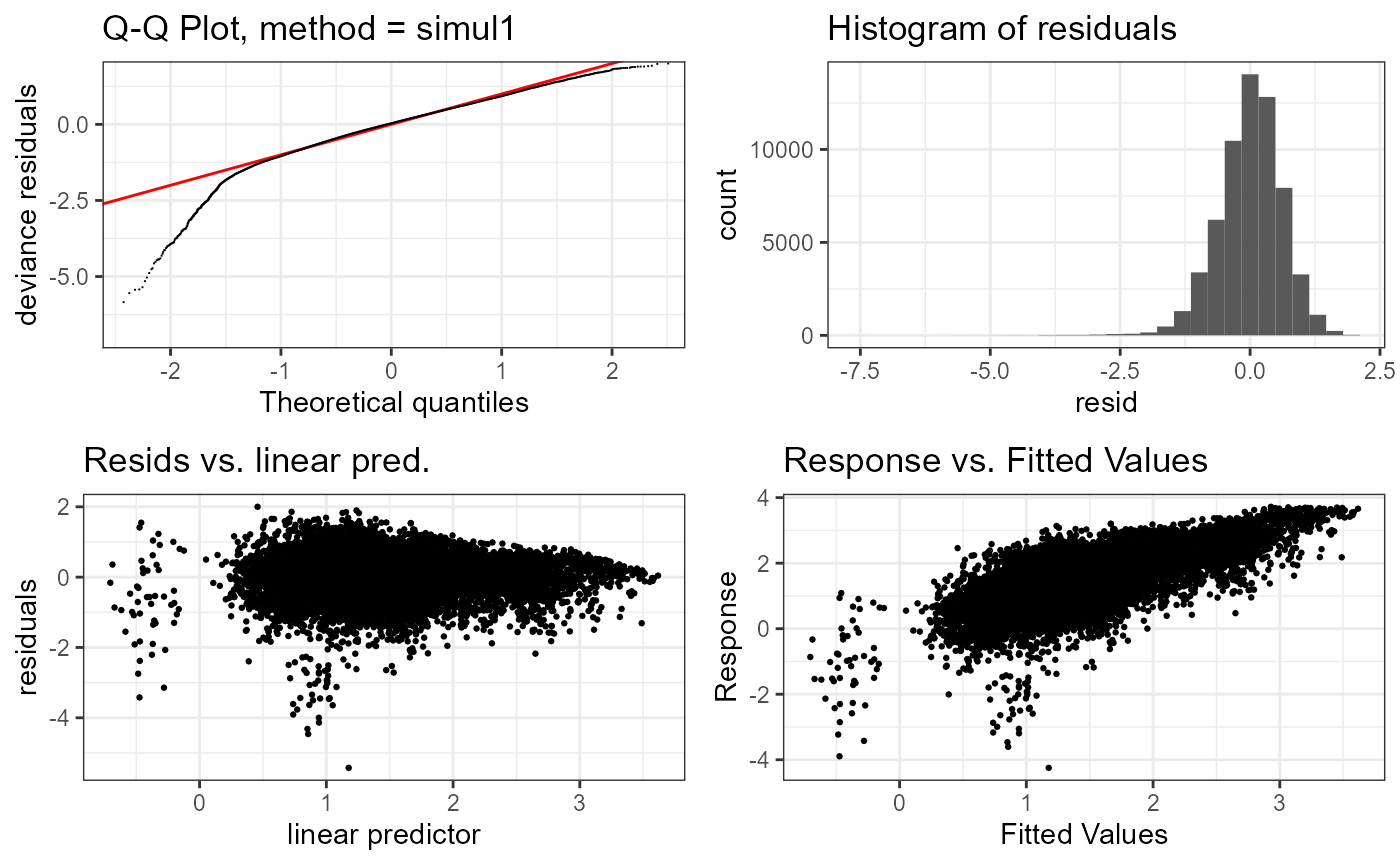 Q-Q Plot, method = simul1
deviance residuals
0.0
-2.5
-5.0
-2 -1 0 1 2
Theoretical quantiles
Histogram of residuals
count
10000
5000
0
-7.5 -5.0 -2.5 0.0 2.5
resid
Resids vs. linear pred.
residuals
2
0
-2
-4
0 1 2 3
linear predictor
Response vs. Fitted Values
Response
4
2
0
-2
-4
0 1 2 3
Fitted Values